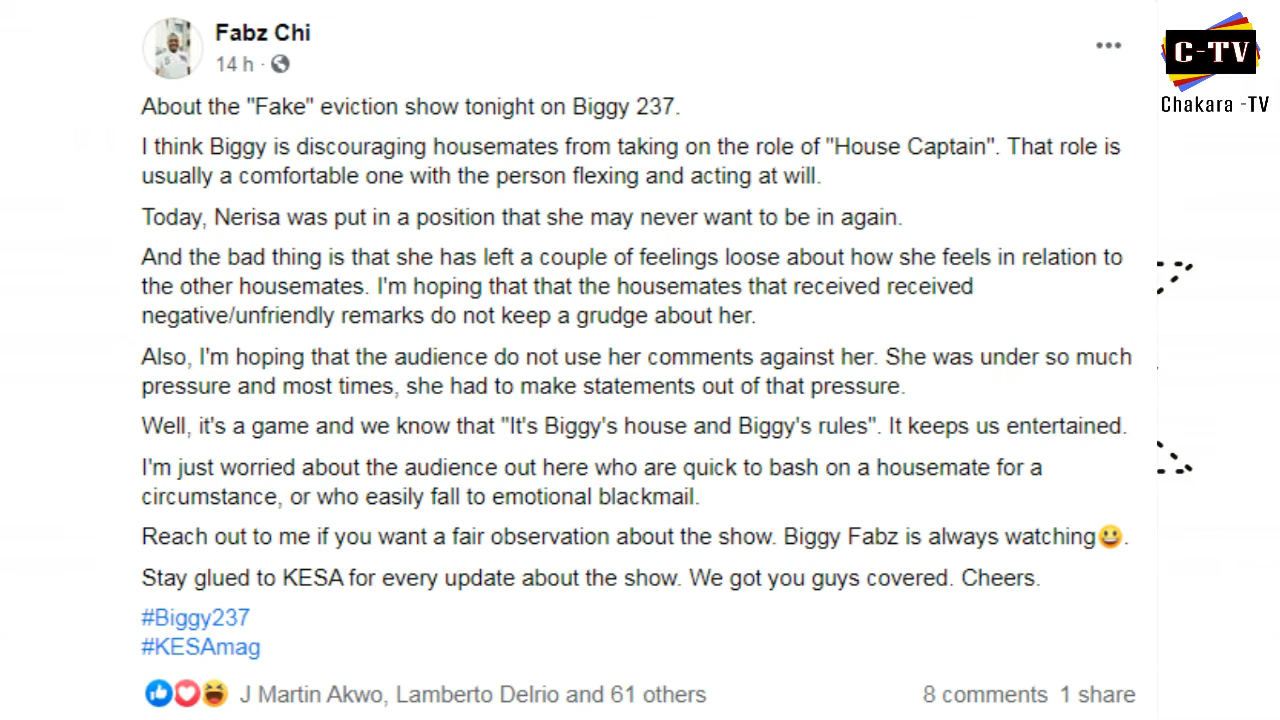 Fabz Chi
14 h ·
C-TV
Chakara -TV
About the "Fake" eviction show tonight on Biggy 237.
I think Biggy is discouraging housemates from taking on the role of "House Captain". That role is
usually a comfortable one with the person flexing and acting at will.
Today, Nerisa was put in a position that she may never want to be in again.
And the bad thing is that she has left a couple of feelings loose about how she feels in relation to
the other housemates. I'm hoping that that the housemates that received received
negative/unfriendly remarks do not keep a grudge about her.
Also, I'm hoping that the audience do not use her comments against her. She was under so much
pressure and most times, she had to make statements out of that pressure.
Well, it's a game and we know that "It's Biggy's house and Biggy's rules". It keeps us entertained.
I'm just worried about the audience out here who are quick to bash on a housemate for a
circumstance, or who easily fall to emotional blackmail.
Reach out to me if you want a fair observation about the show. Biggy Fabz is always watching😃.
Stay glued to KESA for every update about the show. We got you guys covered. Cheers.
#Biggy237
#KESAmag
J Martin Akwo, Lamberto Delrio and 61 others 8 comments 1 share